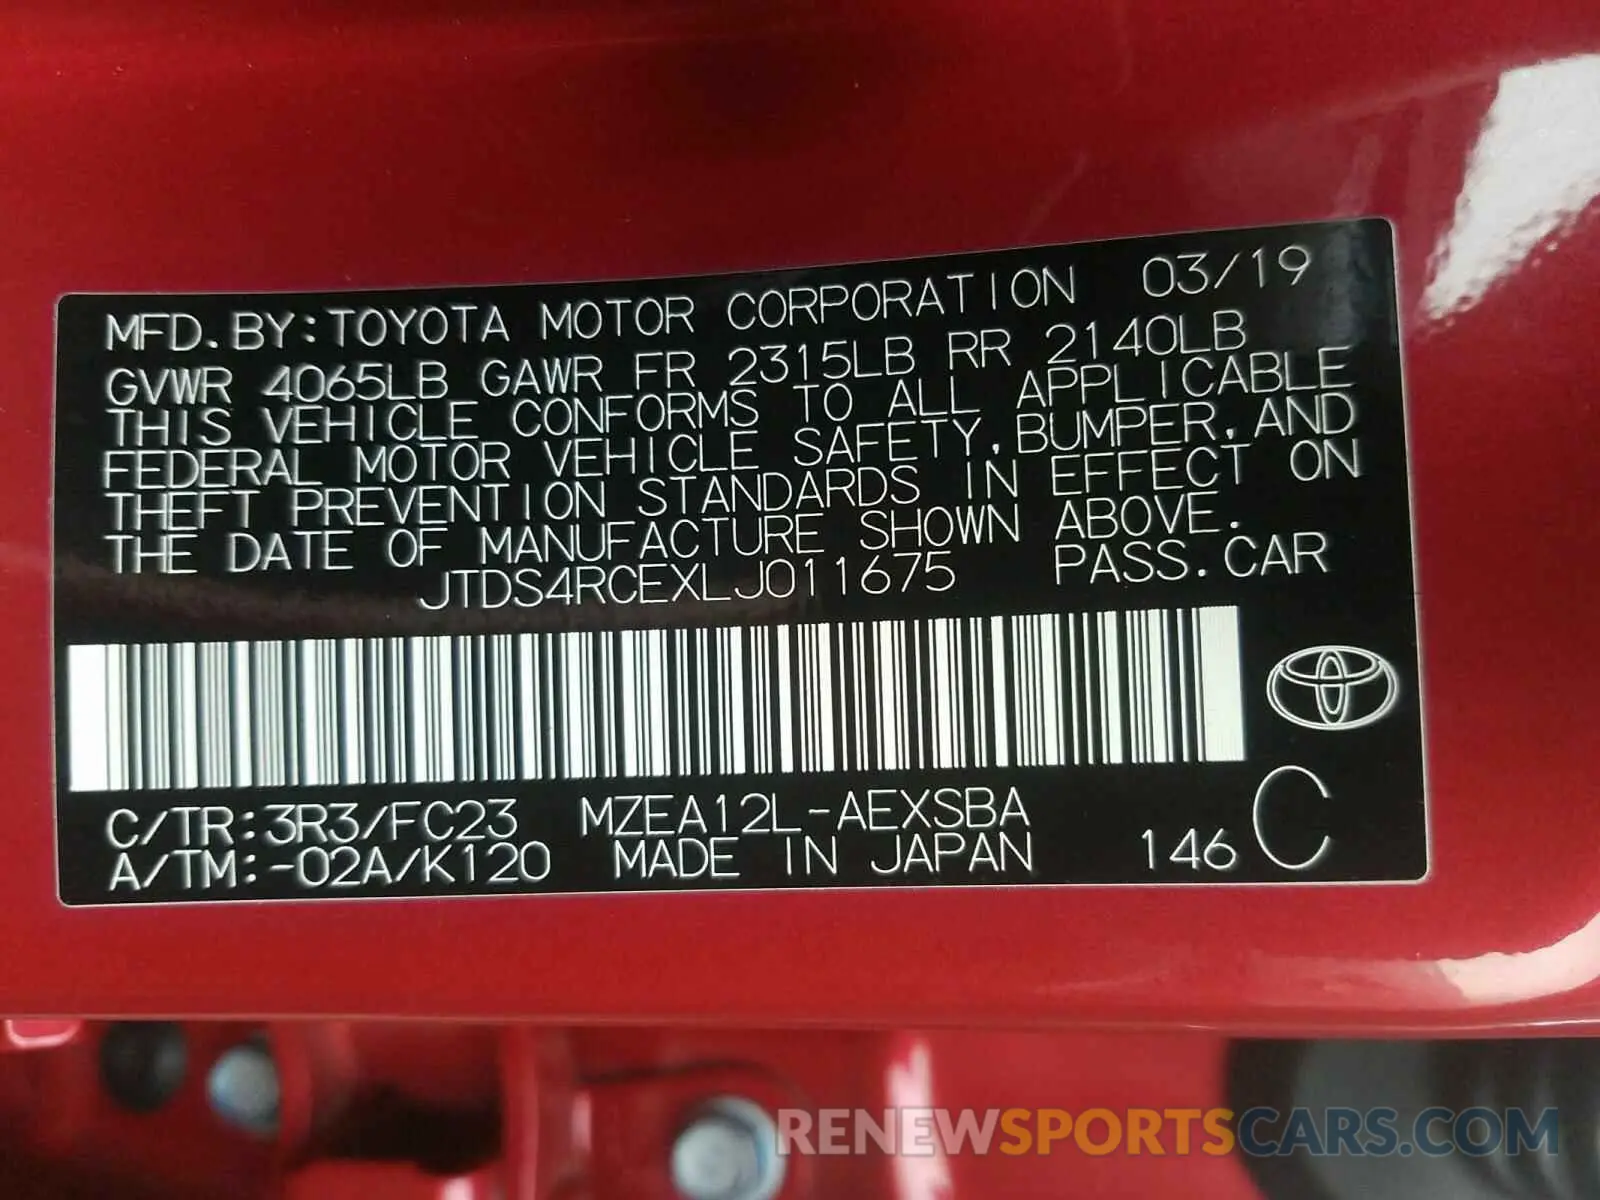 MFD.BY:TOYOTA MOTOR CORPORATION 03/19
GVWR 4065LB GAWR FR 2315LB RR 2140LB
THIS VEHICLE CONFORMS TO ALL APPLICABLE
FEDERAL MOTOR VEHICLE SAFETY,BUMPER,AND
THEFT PREVENTION STANDARDS IN EFFECT ON
THE DATE OF MANUFACTURE SHOWN ABOVE.
JTDS4RCEXLJ011675 PASS.CAR
C/TR:3R3/FC23 MZEA12L-AEXSBA
A/TM:-02A/K120 MADE IN JAPAN 146 C
RENEWSPORTSCARS.COM